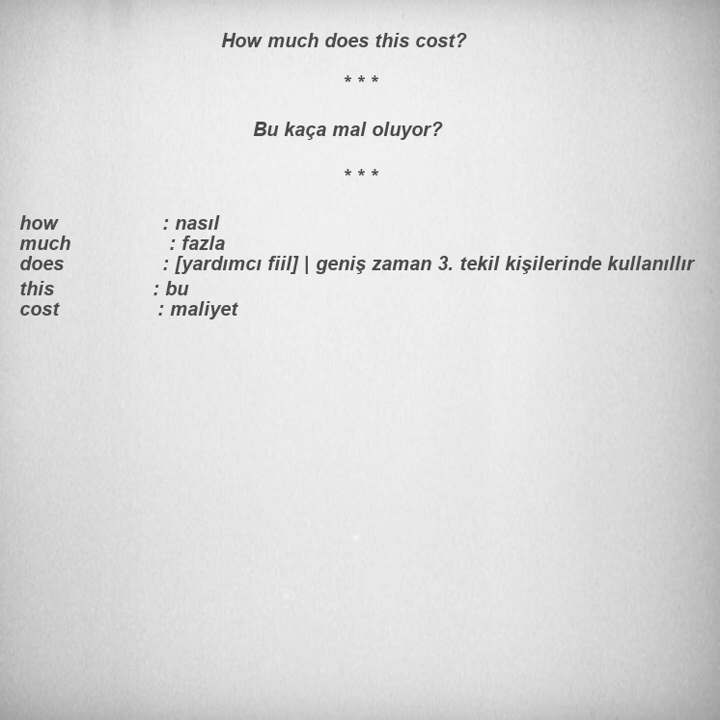 How much does this cost?
* * *
Bu kaça mal oluyor?
* * *
how : nasıl
much : fazla
does : [yardımcı fiil] | geniş zaman 3. tekil kişilerinde kullanıllır
this : bu
cost : maliyet